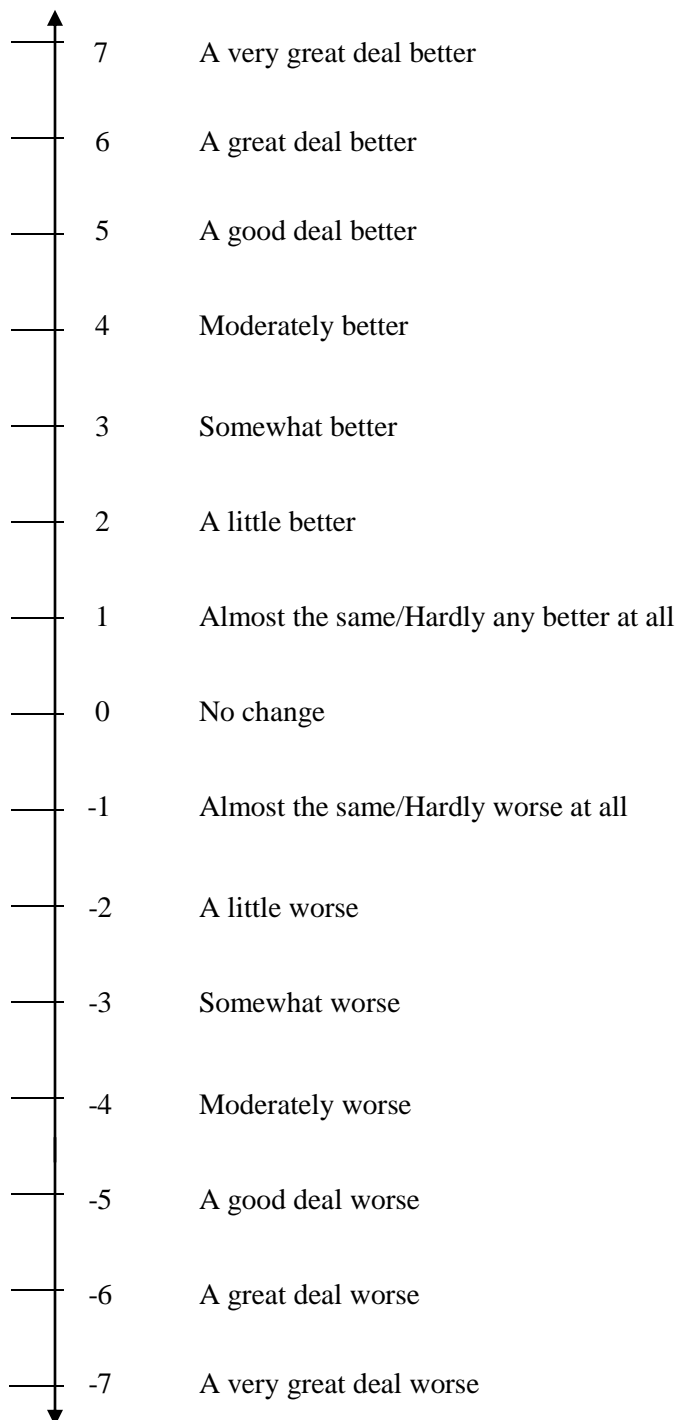 7 A very great deal better
6 A great deal better
5 A good deal better
4 Moderately better
3 Somewhat better
2 A little better
1 Almost the same/Hardly any better at all
0 No change
-1 Almost the same/Hardly worse at all
-2 A little worse
-3 Somewhat worse
-4 Moderately worse
-5 A good deal worse
-6 A great deal worse
-7 A very great deal worse